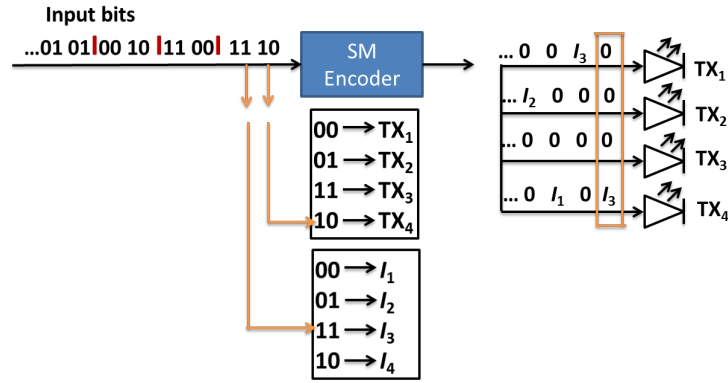 Input bits
...01 01 00 10 11 00 11 10
SM
Encoder
00 TX1
01 TX2
11 TX3
10 TX4
00 I1
01 I2
11 I3
10 I4
... 0 0 I3 0
TX1
... I2 0 0 0
TX2
... 0 0 0 0
TX3
... 0 I1 0 I3
TX4